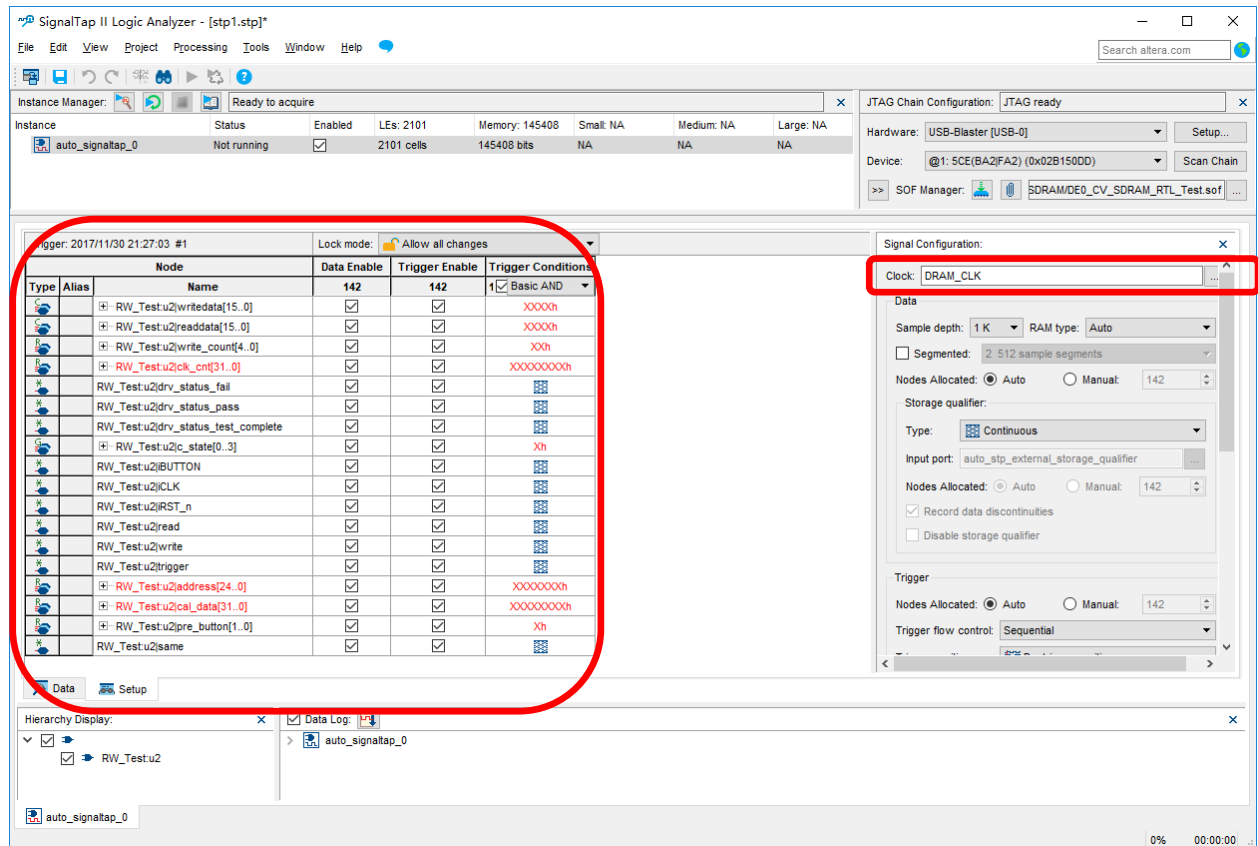 SignalTap II Logic Analyzer - [stp1.stp]*
File Edit View Project Processing Tools Window Help
Search altera.com
Instance Manager: Ready to acquire
JTAG Chain Configuration: JTAG ready
Instance Status Enabled LEs: 2101 Memory: 145408 Small: NA Medium: NA Large: NA
auto_signaltap_0 Not running 2101 cells 145408 bits NA NA NA
Hardware: USB-Blaster [USB-0] Setup...
Device: @1: 5CE(BA2|FA2) (0x02B150DD) Scan Chain
>> SOF Manager: SDRAM/DE0_CV_SDRAM_RTL_Test.sof ...
trigger: 2017/11/30 21:27:03 #1 Lock mode: Allow all changes
Node Data Enable Trigger Enable Trigger Conditions
Type Alias Name 142 142 1 Basic AND
RW_Test:u2|writedata[15..0] XXXXh
RW_Test:u2|readdata[15..0] XXXXh
RW_Test:u2|write_count[4..0] XXh
RW_Test:u2|clk_cnt[31..0] XXXXXXXXh
RW_Test:u2|drv_status_fail
RW_Test:u2|drv_status_pass
RW_Test:u2|drv_status_test_complete
RW_Test:u2|c_state[0..3] Xh
RW_Test:u2|iBUTTON
RW_Test:u2|iCLK
RW_Test:u2|iRST_n
RW_Test:u2|read
RW_Test:u2|write
RW_Test:u2|trigger
RW_Test:u2|address[24..0] XXXXXXXh
RW_Test:u2|cal_data[31..0] XXXXXXXXh
RW_Test:u2|pre_button[1..0] Xh
RW_Test:u2|same
Data Setup
Signal Configuration:
Clock: DRAM_CLK ...
Data
Sample depth: 1 K RAM type: Auto
Segmented: 2 512 sample segments
Nodes Allocated: Auto Manual: 142
Storage qualifier:
Type: Continuous
Input port: auto_stp_external_storage_qualifier ...
Nodes Allocated: Auto Manual: 142
Record data discontinuities
Disable storage qualifier
Trigger
Nodes Allocated: Auto Manual: 142
Trigger flow control: Sequential
Hierarchy Display:
RW_Test:u2
Data Log:
auto_signaltap_0
auto_signaltap_0
0% 00:00:00